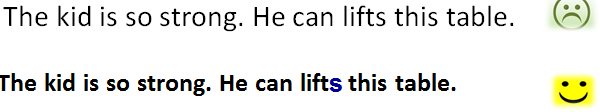 The kid is so strong. He can lifts this table.
The kid is so strong. He can lifts this table.